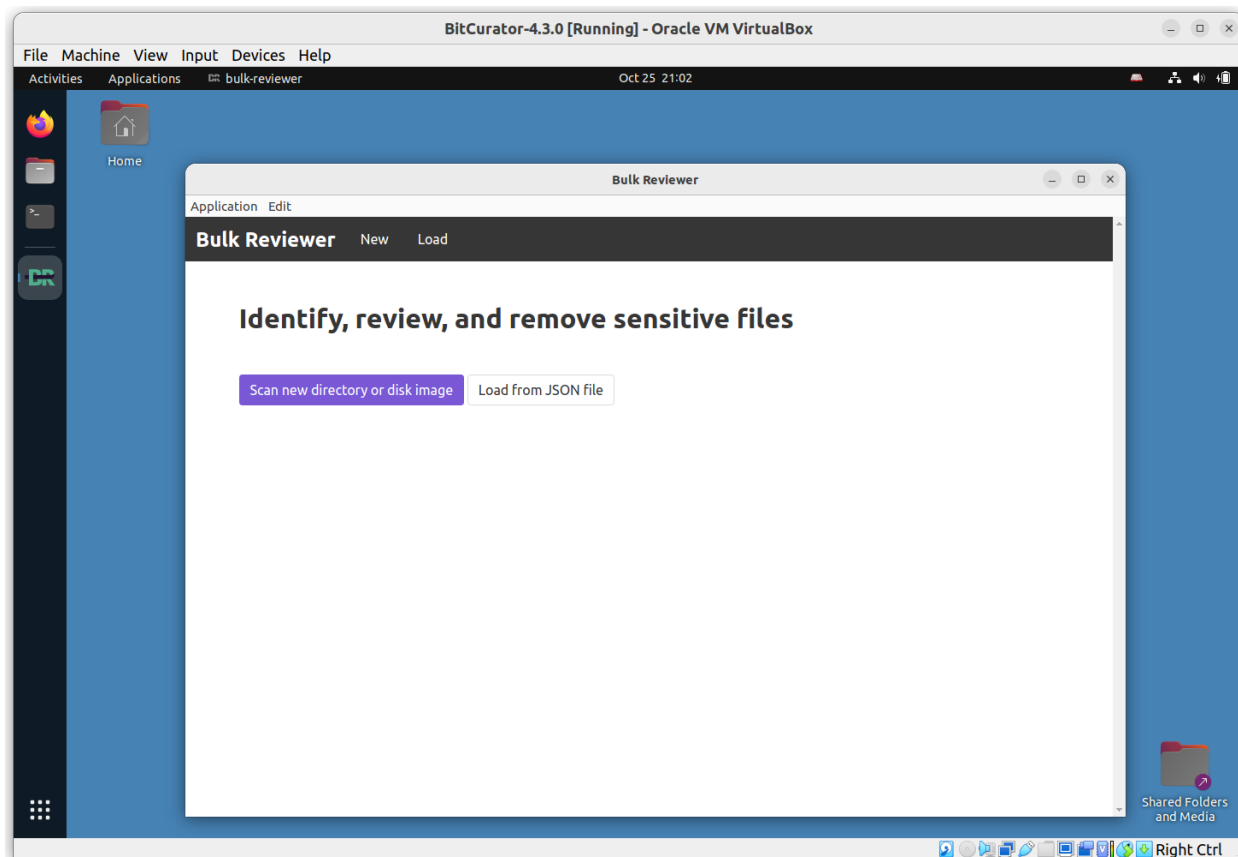 BitCurator-4.3.0 [Running] - Oracle VM VirtualBox
File Machine View Input Devices Help
Activities Applications bulk-reviewer Oct 25 21:02
Home
Bulk Reviewer
Application Edit
Bulk Reviewer New Load
Identify, review, and remove sensitive files
Scan new directory or disk image Load from JSON file
Shared Folders
and Media
Right Ctrl